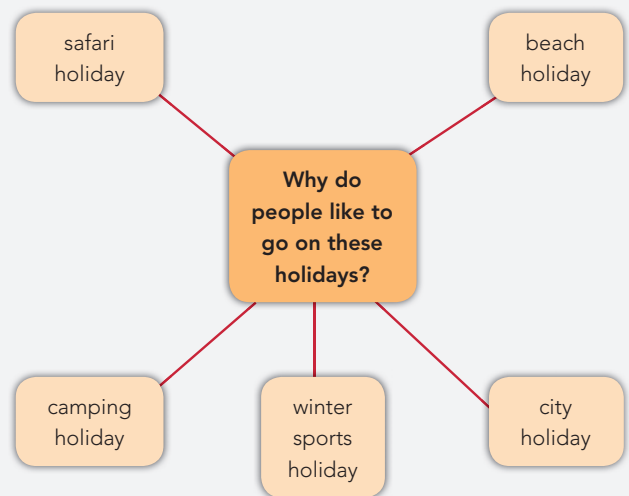 safari
holiday
beach
holiday
Why do
people like to
go on these
holidays?
camping
holiday
winter
sports
holiday
city
holiday